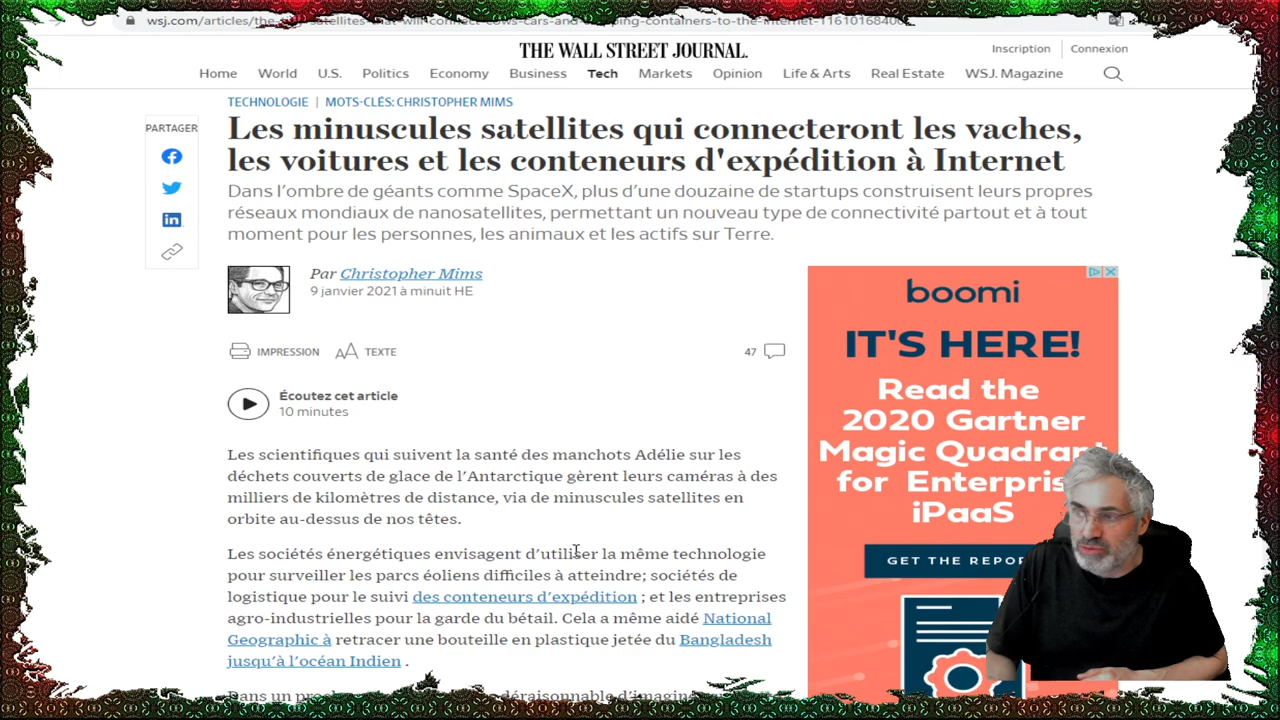 THE WALL STREET JOURNAL.
Inscription | Connexion
Home World U.S. Politics Economy Business Tech Markets Opinion Life & Arts Real Estate WSJ. Magazine
TECHNOLOGIE | MOTS-CLÉS: CHRISTOPHER MIMS
PARTAGER
Les minuscules satellites qui connecteront les vaches,
les voitures et les conteneurs d'expédition à Internet
Dans l'ombre de géants comme SpaceX, plus d'une douzaine de startups construisent leurs propres
réseaux mondiaux de nanosatellites, permettant un nouveau type de connectivité partout et à tout
moment pour les personnes, les animaux et les actifs sur Terre.
Par Christopher Mims
9 janvier 2021 à minuit HE
IMPRESSION AA TEXTE
47
Écoutez cet article
10 minutes
Les scientifiques qui suivent la santé des manchots Adélie sur les
déchets couverts de glace de l'Antarctique gèrent leurs caméras à des
milliers de kilomètres de distance, via de minuscules satellites en
orbite au-dessus de nos têtes.
Les sociétés énergétiques envisagent d'utiliser la même technologie
pour surveiller les parcs éoliens difficiles à atteindre; sociétés de
logistique pour le suivi des conteneurs d'expédition ; et les entreprises
agro-industrielles pour la garde du bétail. Cela a même aidé National
Geographic à retracer une bouteille en plastique jetée du Bangladesh
jusqu'à l'océan Indien .
boomi
IT'S HERE!
Read the
2020 Gartner
Magic
for Enterprise
iPaaS
GET THE